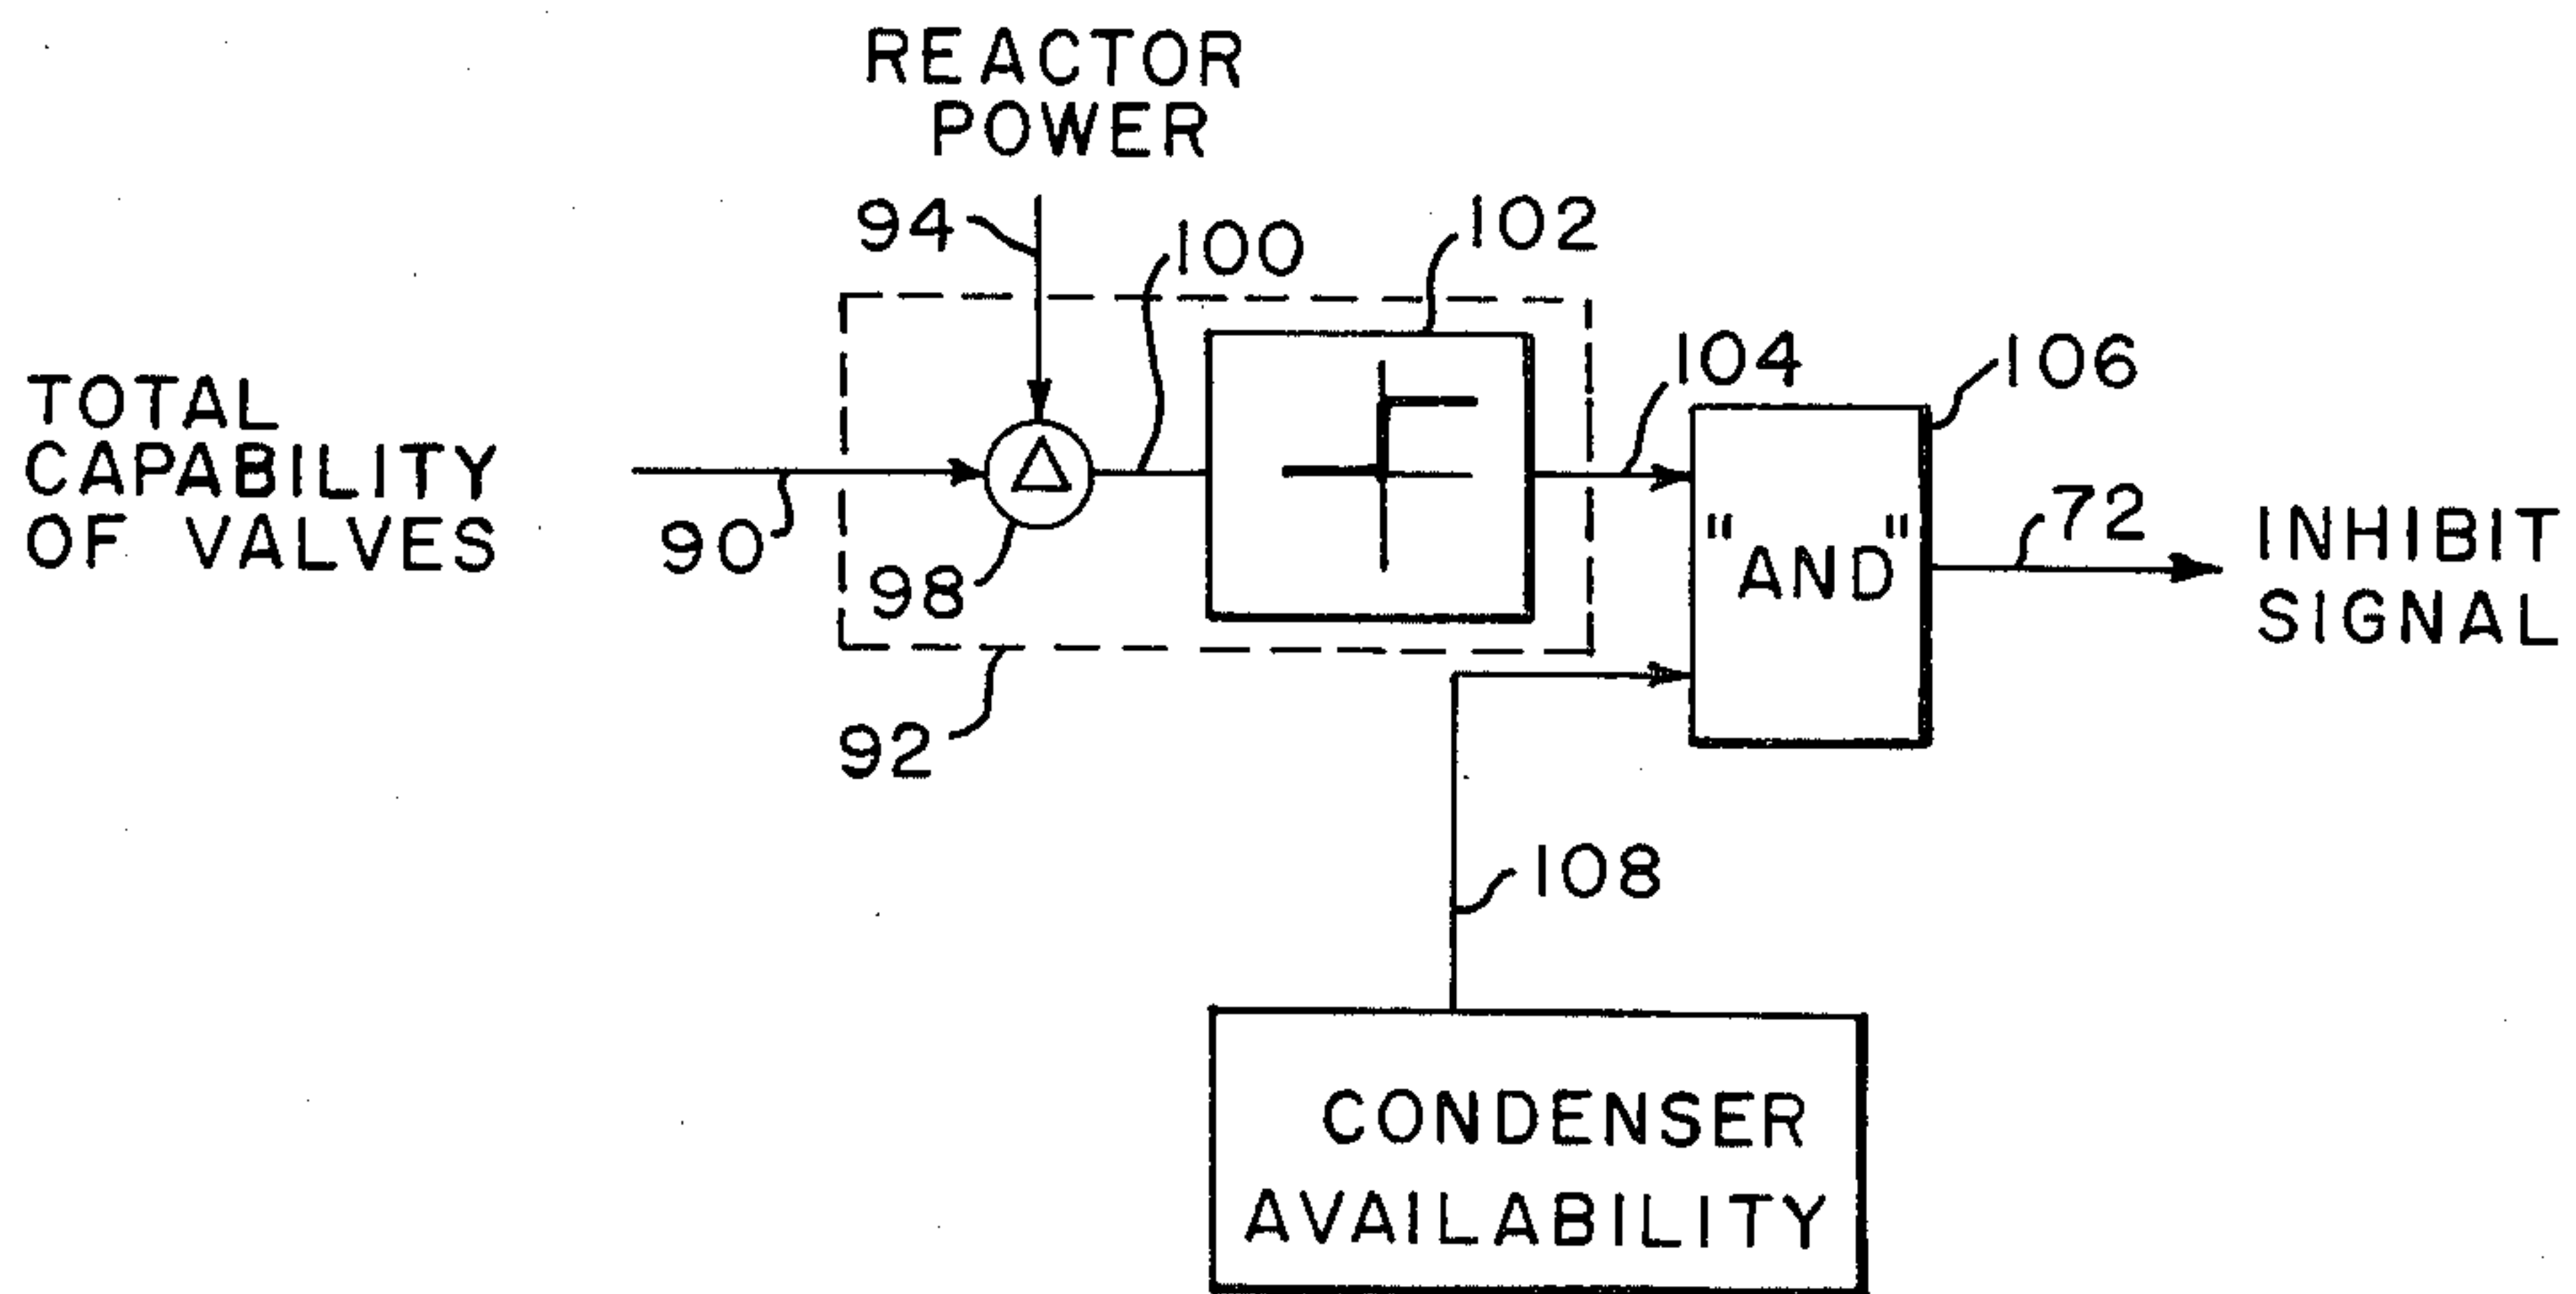 REACTOR
POWER
94
100
102
104
106
TOTAL
CAPABILITY
OF VALVES
90
98
92
"AND"
72
INHIBIT
SIGNAL
108
CONDENSER
AVAILABILITY